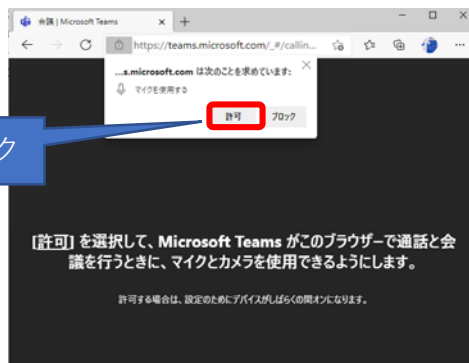 会議 | Microsoft Teams
https://teams.microsoft.com/_#/callin...
...s.microsoft.com は次のことを求めています:
マイクを使用する
許可
ブロック
ク
[許可] を選択して、Microsoft Teams がこのブラウザーで通話と会
議を行うときに、マイクとカメラを使用できるようにします。
許可する場合は、設定のためにデバイスがしばらくの間オンになります。